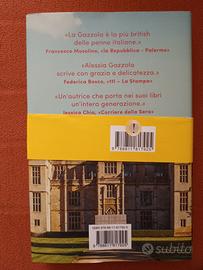 «La Gazzola è la più british
delle penne italiane.»
Francesco Musolino, «la Repubblica - Palermo»
«Alessia Gazzola
scrive con grazia e delicatezza.»
Federica Bosco, «ttl - La Stampa»
«Un'autrice che porta nei suoi libri
un'intera generazione.»
Jessica Chia, «Corriere della Sera»
subito